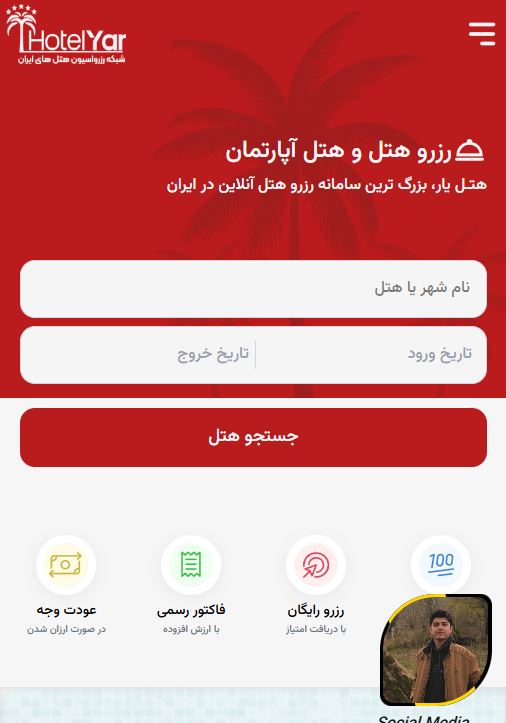 HotelYar
شبکه رزرواسیون هتل های ایران
رزرو هتل و هتل آپارتمان
هتـل یار، بزرگ ترین سامانه رزرو هتل آنلاین در ایران
نام شهر یا هتل
تاریخ ورود
تاریخ خروج
جستجو هتل
100
رزرو رایگان
با دریافت امتیاز
فاکتور رسمی
با ارزش افزوده
عودت وجه
در صورت ارزان شدن
Social Media